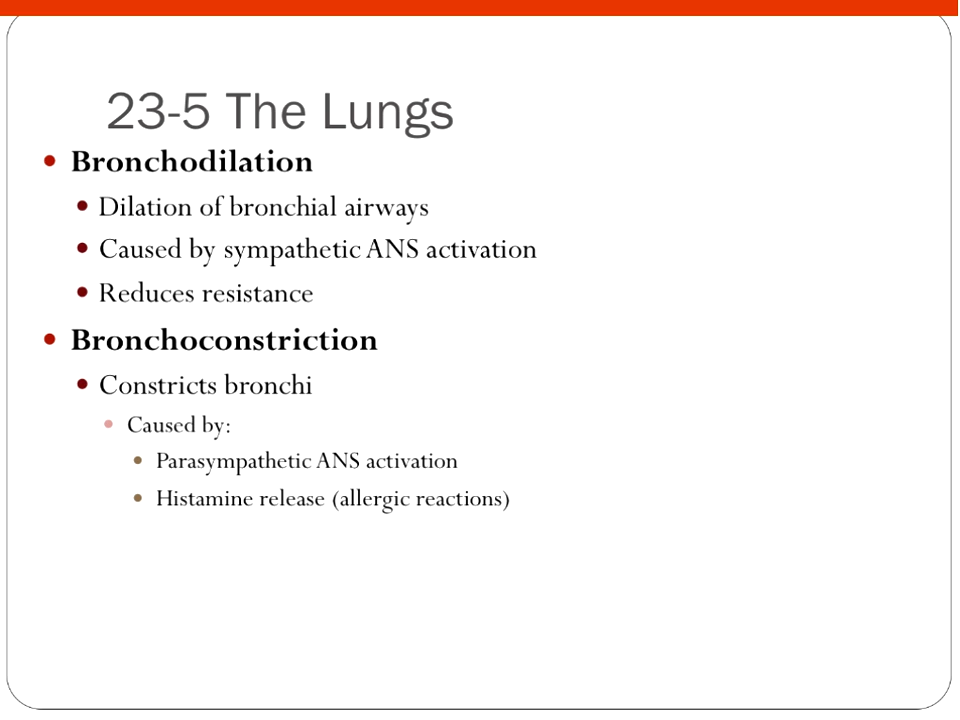 23-5 The Lungs
Bronchodilation
Dilation of bronchial airways
Caused by sympathetic ANS activation
Reduces resistance
Bronchoconstriction
Constricts bronchi
Caused by:
Parasympathetic ANS activation
Histamine release (allergic reactions)